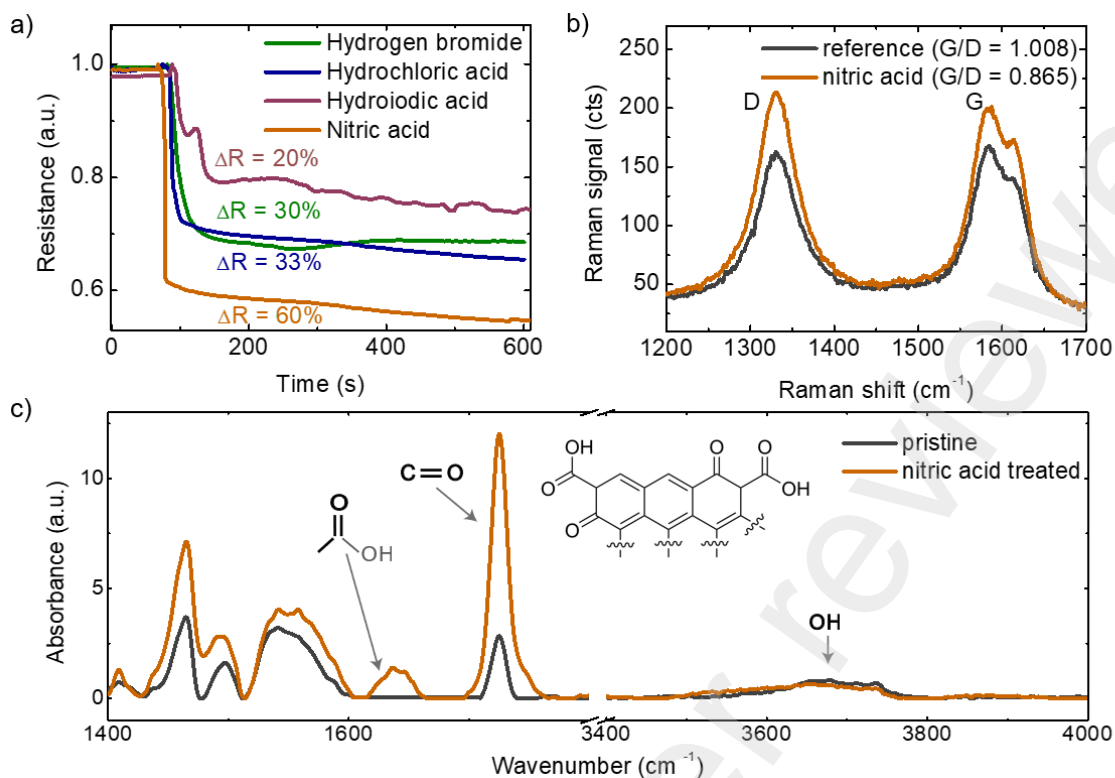 a)
Hydrogen bromide
Hydrochloric acid
Hydroiodic acid
Nitric acid
ΔR = 20%
ΔR = 30%
ΔR = 33%
ΔR = 60%
1.0
0.8
0.6
Resistance (a.u.)
0 200 400 600
Time (s)
b)
reference (G/D = 1.008)
nitric acid (G/D = 0.865)
D
G
250
200
150
100
50
0
Raman signal (cts)
1200 1300 1400 1500 1600 1700
Raman shift (cm⁻¹)
c)
pristine
nitric acid treated
C=O
O
OH
OH
O
O
O
O
OH
OH
10
5
0
Absorbance (a.u.)
1400 1600 3600 3800 4000
Wavenumber (cm⁻¹)
er reviewe